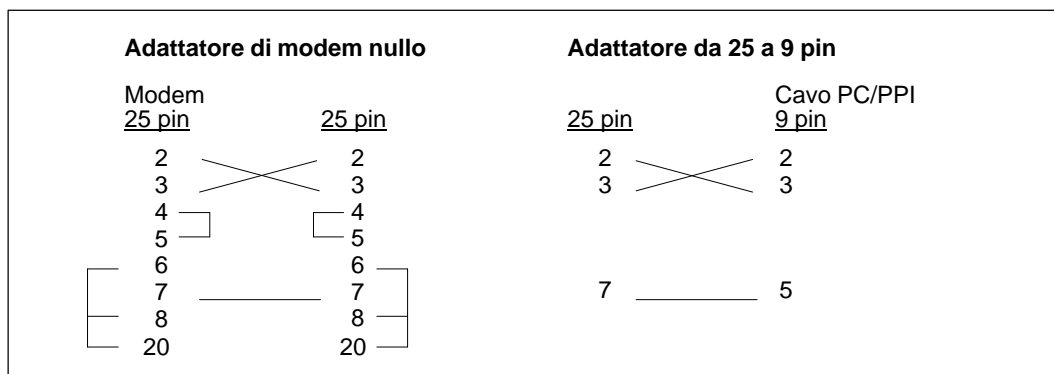 Adattatore di modem nullo
Modem
25 pin 25 pin
2 2
3 3
4 4
5 5
6 6
7 7
8 8
20 20
Adattatore da 25 a 9 pin
Cavo PC/PPI
25 pin 9 pin
2 2
3 3
7 5